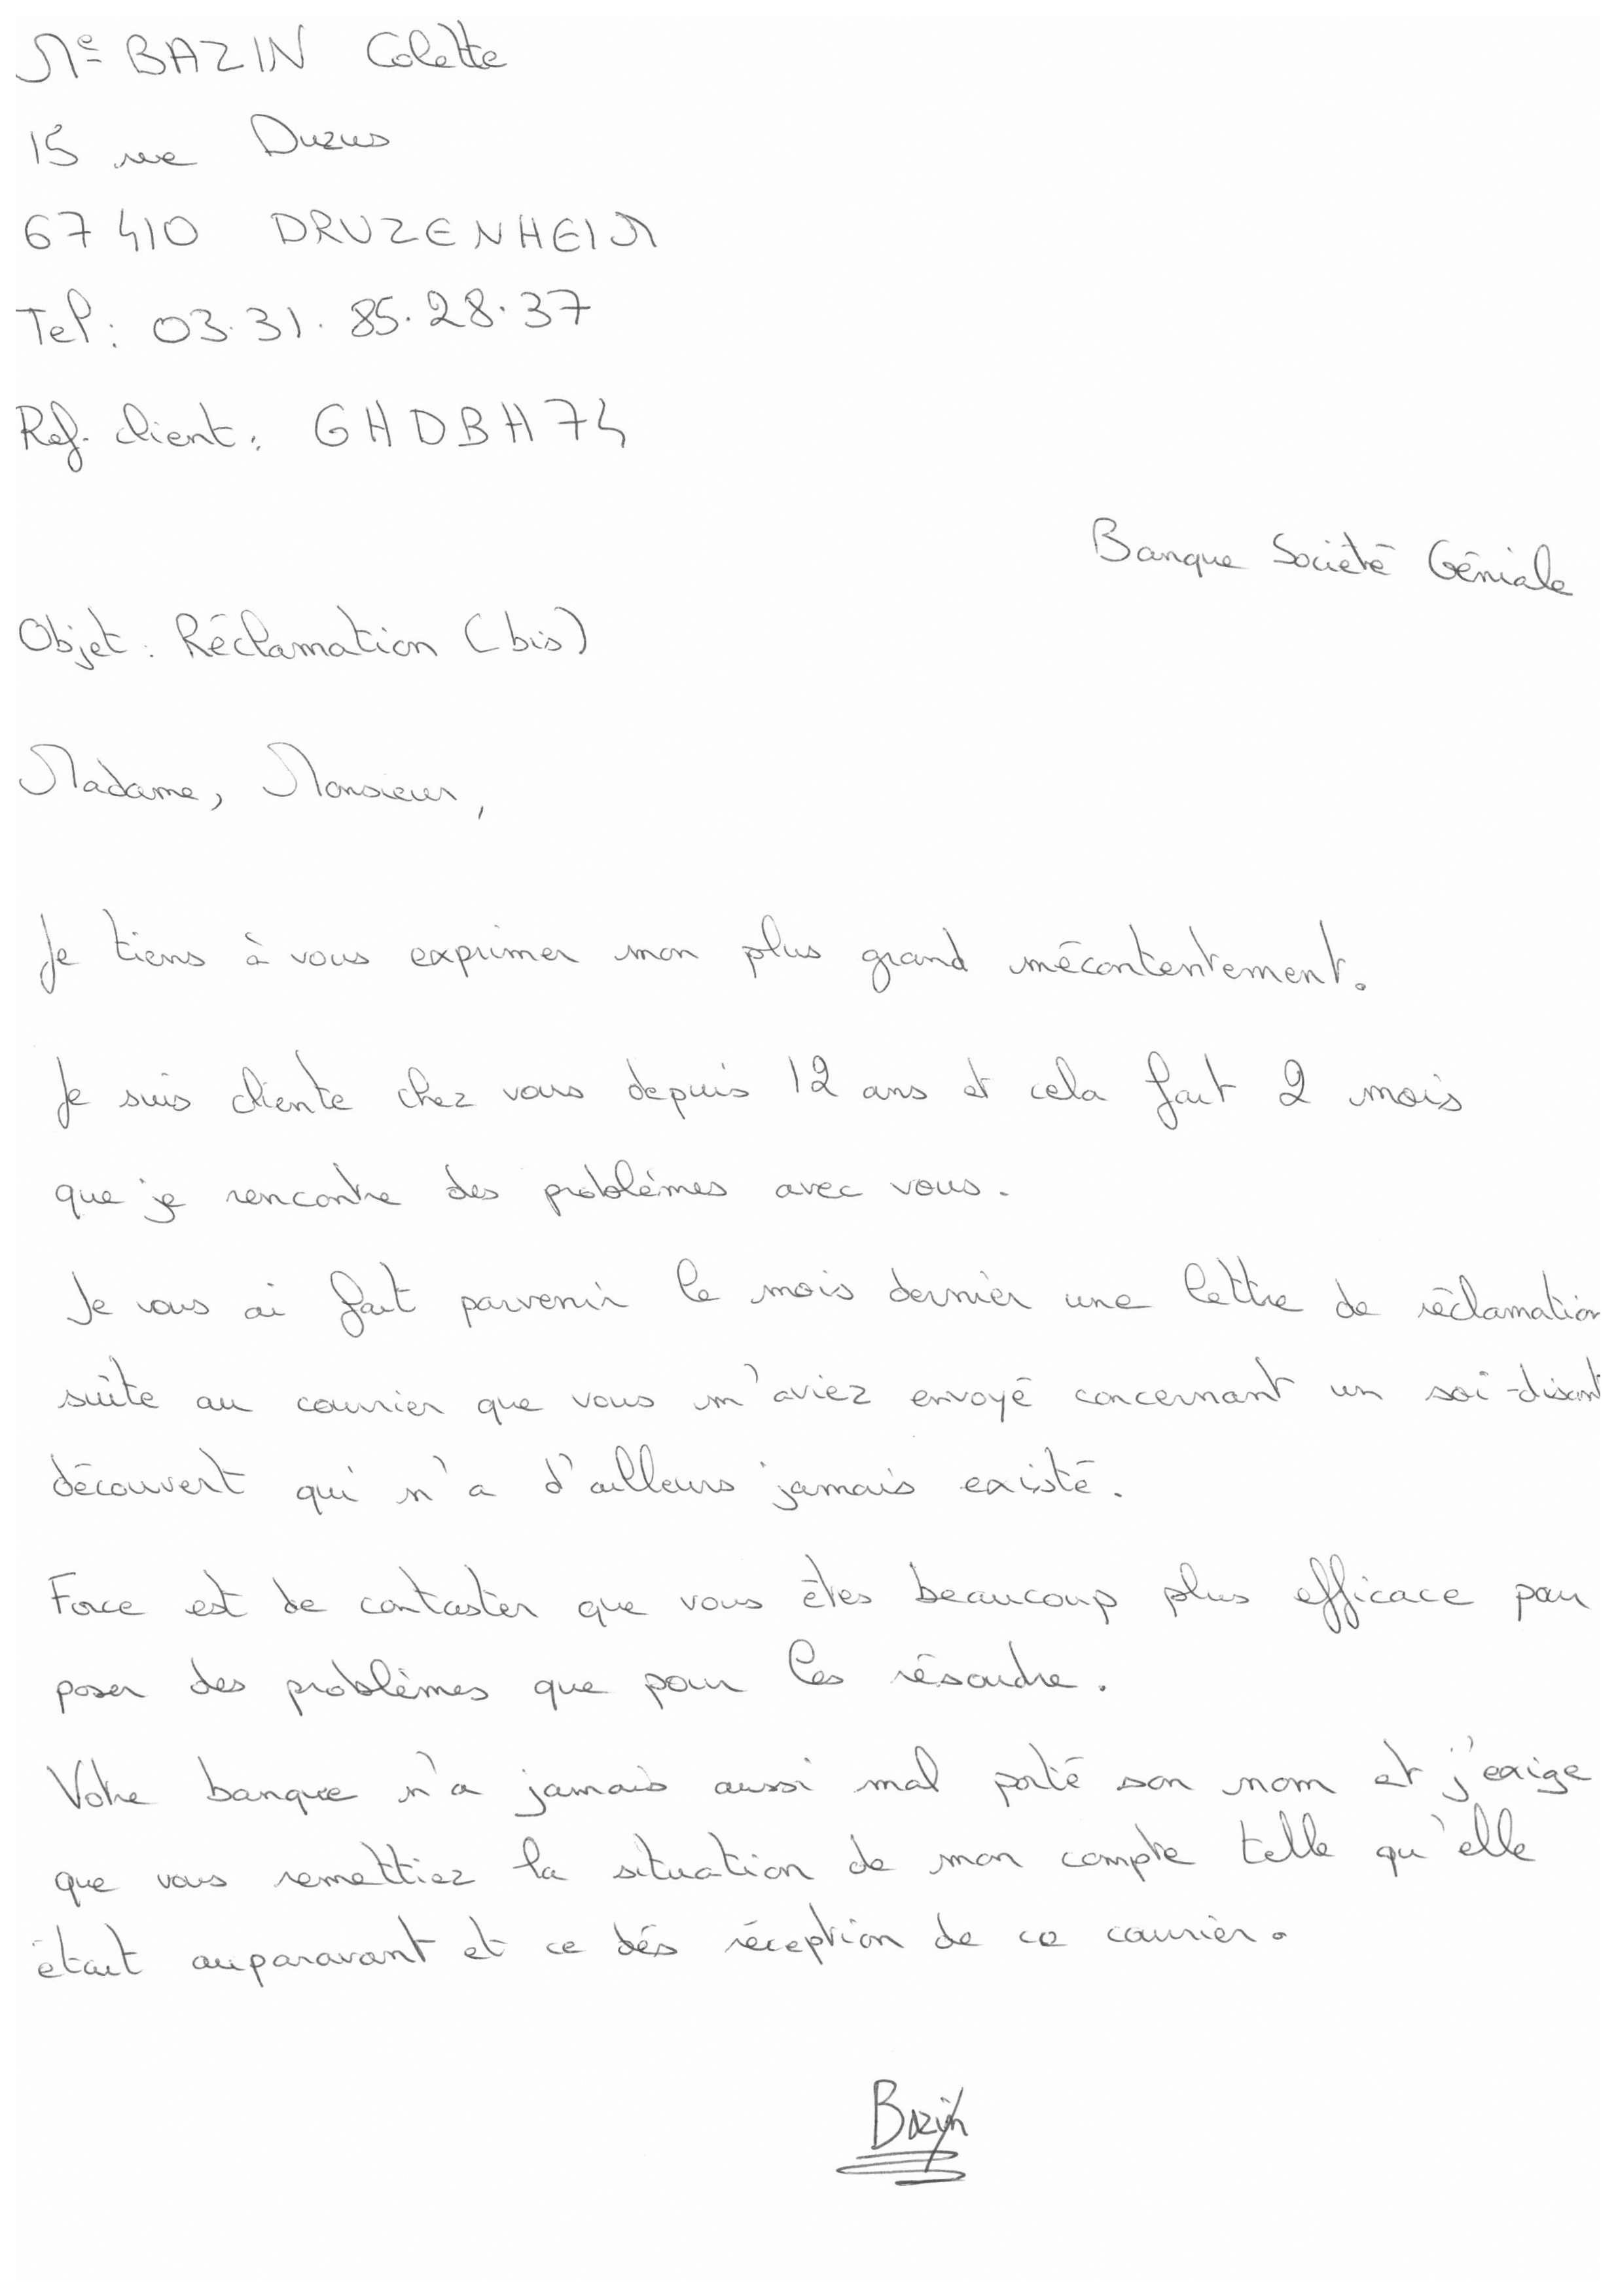 Me BAZIN Colette
15 rue Duzus
67 410 DRUZENHEIM
Tel : 03.31.85.28.37
Ref. client : GHDBH74
Banque Société Géniale
Objet : Réclamation (bis)
Madame, Monsieur,
Je tiens à vous exprimer mon plus grand mécontentement.
Je suis cliente chez vous depuis 12 ans et cela fait 2 mois
que je rencontre des problèmes avec vous.
Je vous ai fait parvenir le mois dernier une lettre de réclamation
suite au courrier que vous m'aviez envoyé concernant un soi-disant
découvert qui n'a d'ailleurs jamais existé.
Force est de contaster que vous êtes beaucoup plus efficace pour
poser des problèmes que pour les résoudre.
Votre banque n'a jamais aussi mal porté son nom et j'exige
que vous remettiez la situation de mon compte telle qu'elle
était auparavant et ce dés réception de ce courrier.
Bazin